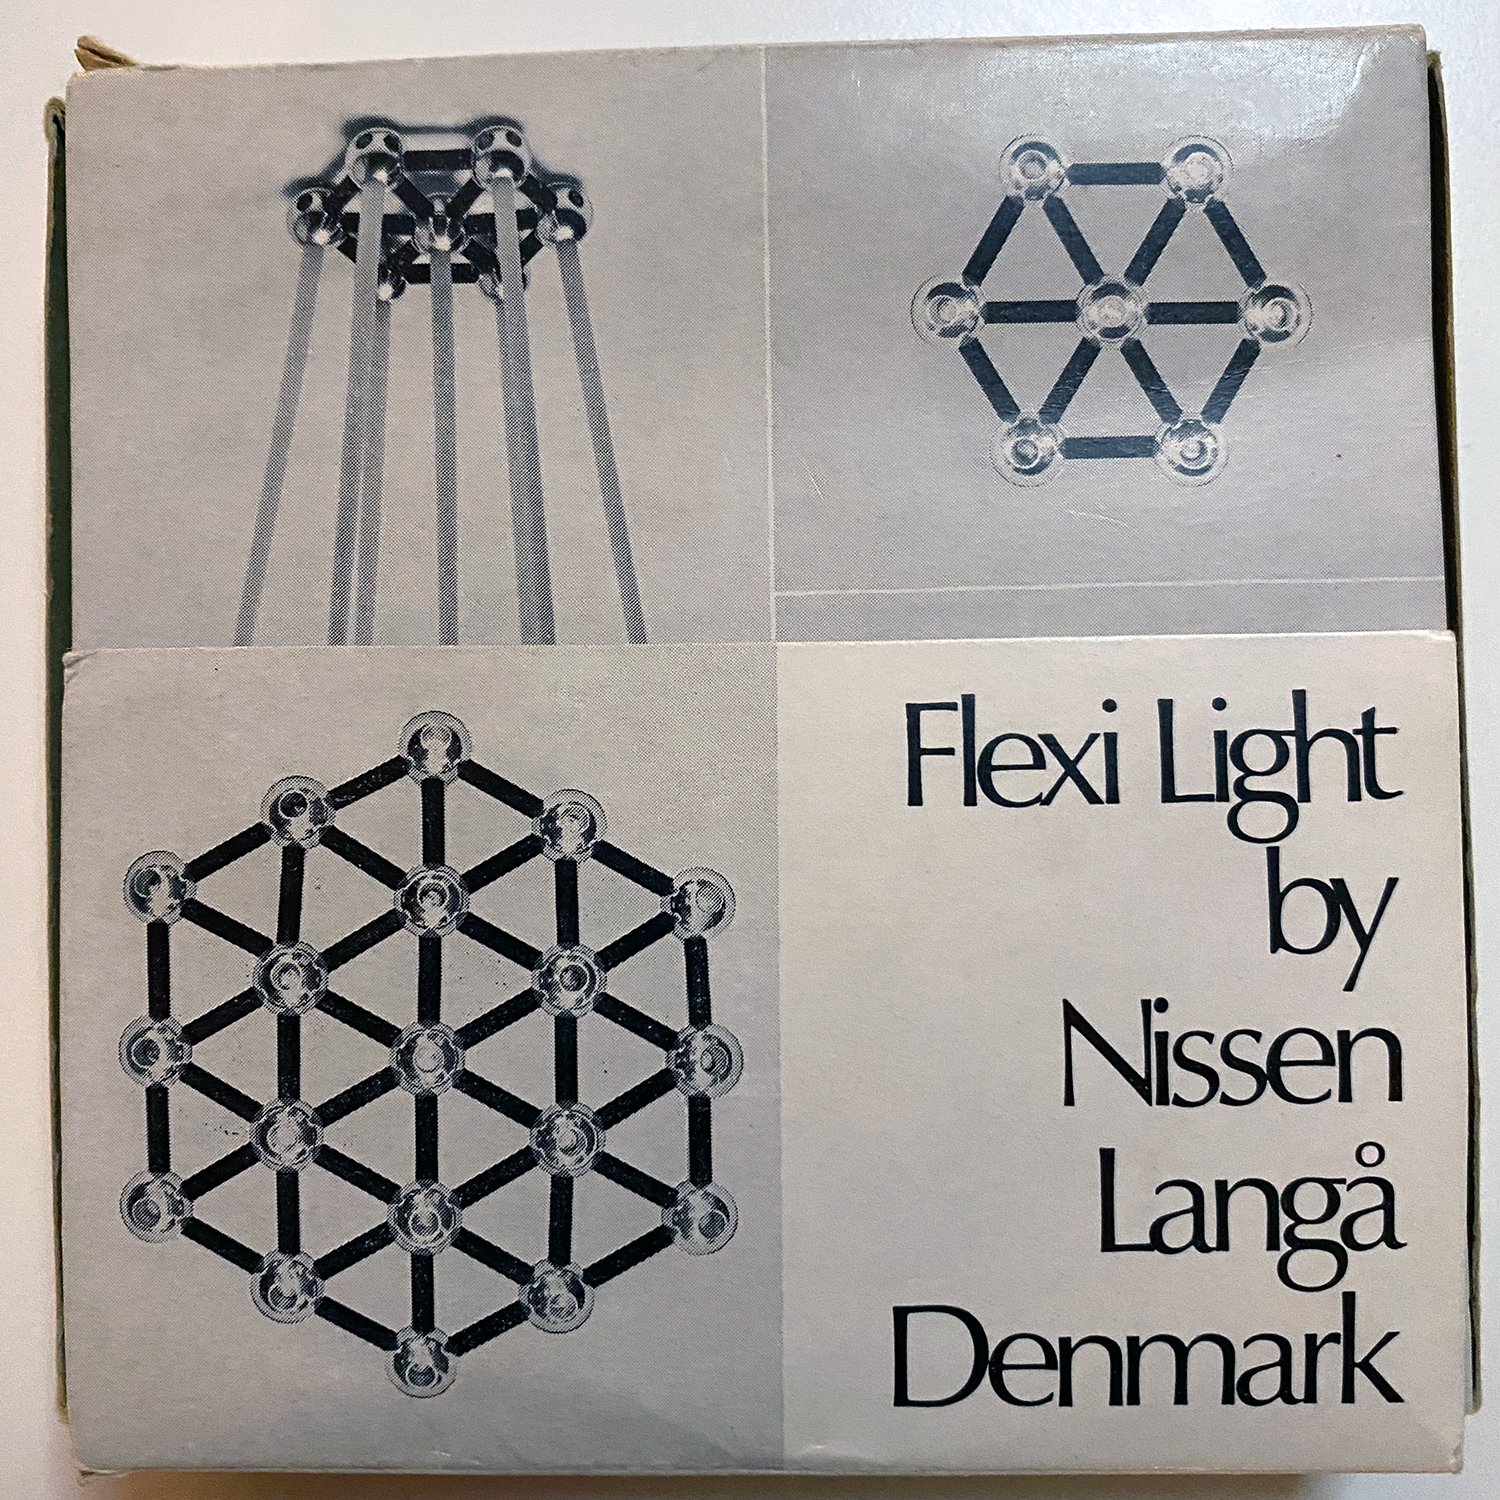 Flexi Light
by
Nissen
Langå
Denmark